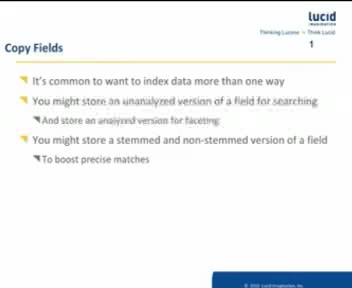 lucid
IMAGINATION
Thinking Lucene • Think Lucid
1
Copy Fields
It's common to want to index data more than one way
You might store an unanalyzed version of a field for searching
And store an analyzed version for faceting
You might store a stemmed and non-stemmed version of a field
To boost precise matches
© 2010 Lucid Imagination, Inc.